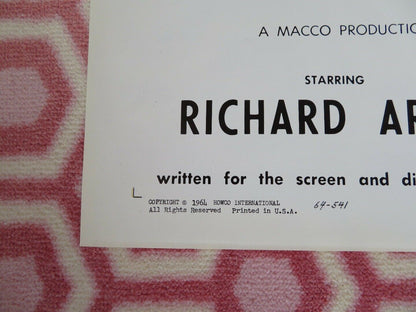 A MACCO PRODUCTIO
STARRING
RICHARD AR
written for the screen and di
COPYRIGHT © 1964 HOWCO INTERNATIONAL
All Rights Reserved Printed in U.S.A.
64-541